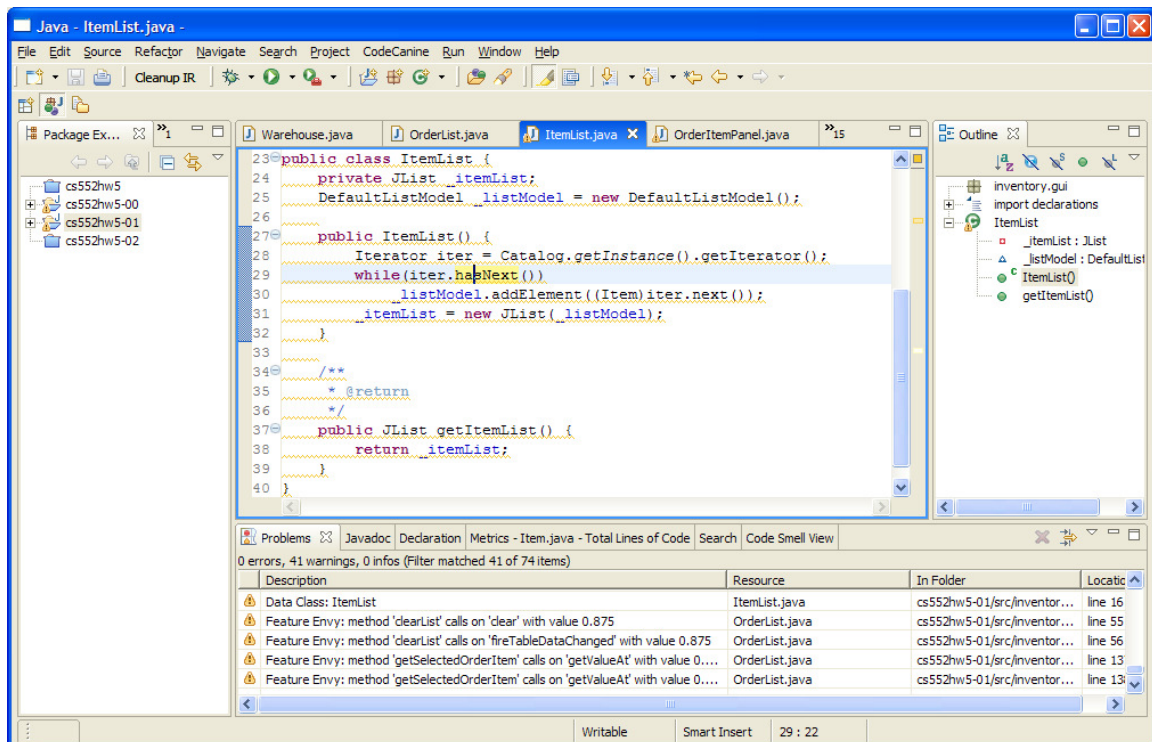 Java - ItemList.java -
File Edit Source Refactor Navigate Search Project CodeCanine Run Window Help
Cleanup IR
Package Ex... »1
Warehouse.java OrderList.java ItemList.java OrderItemPanel.java »15
Outline
cs552hw5
cs552hw5-00
cs552hw5-01
cs552hw5-02
23 public class ItemList {
24 private JList _itemList;
25 DefaultListModel _listModel = new DefaultListModel();
26
27 public ItemList() {
28 Iterator iter = Catalog.getInstance().getIterator();
29 while(iter.hasNext())
30 _listModel.addElement((Item)iter.next());
31 _itemList = new JList(_listModel);
32 }
33
34 /**
35 * @return
36 */
37 public JList getItemList() {
38 return _itemList;
39 }
40 }
inventory.gui
import declarations
ItemList
_itemList : JList
_listModel : DefaultList
ItemList()
getItemList()
Problems Javadoc Declaration Metrics - Item.java - Total Lines of Code Search Code Smell View
0 errors, 41 warnings, 0 infos (Filter matched 41 of 74 items)
Description Resource In Folder Locatic
Data Class: ItemList ItemList.java cs552hw5-01/src/inventor... line 16
Feature Envy: method 'clearList' calls on 'clear' with value 0.875 OrderList.java cs552hw5-01/src/inventor... line 55
Feature Envy: method 'clearList' calls on 'fireTableDataChanged' with value 0.875 OrderList.java cs552hw5-01/src/inventor... line 56
Feature Envy: method 'getSelectedOrderItem' calls on 'getValueAt' with value 0.... OrderList.java cs552hw5-01/src/inventor... line 13
Feature Envy: method 'getSelectedOrderItem' calls on 'getValueAt' with value 0.... OrderList.java cs552hw5-01/src/inventor... line 13
Writable Smart Insert 29 : 22